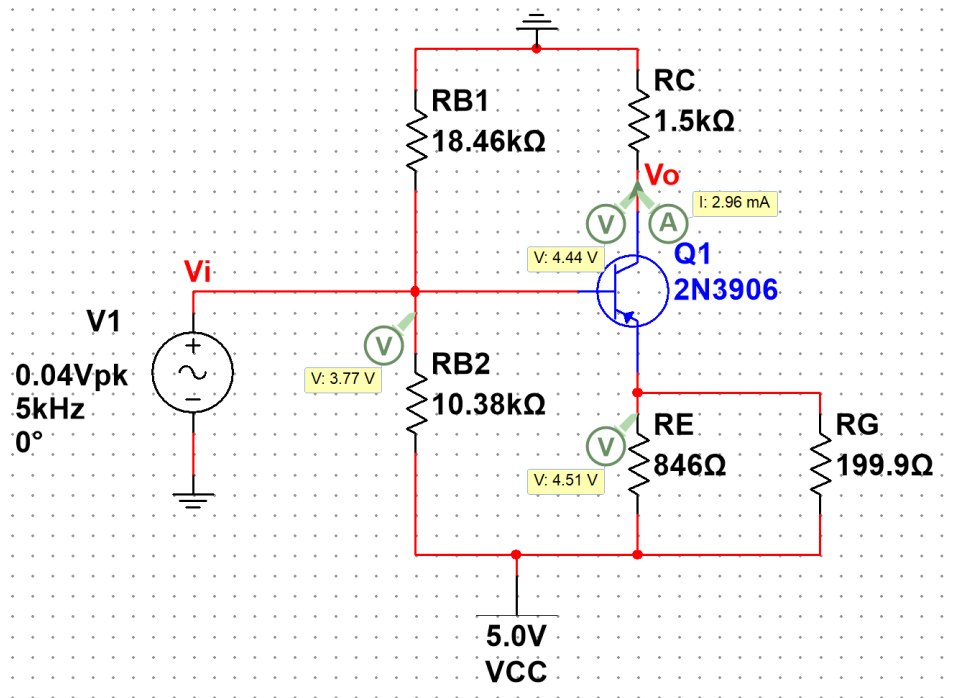 RB1
18.46kΩ
RC
1.5kΩ
Vo
V
A
I: 2.96 mA
V: 4.44 V
Q1
2N3906
Vi
V1
+
0.04Vpk
5kHz
0°
V
V: 3.77 V
RB2
10.38kΩ
V
V: 4.51 V
RE
846Ω
RG
199.9Ω
5.0V
VCC